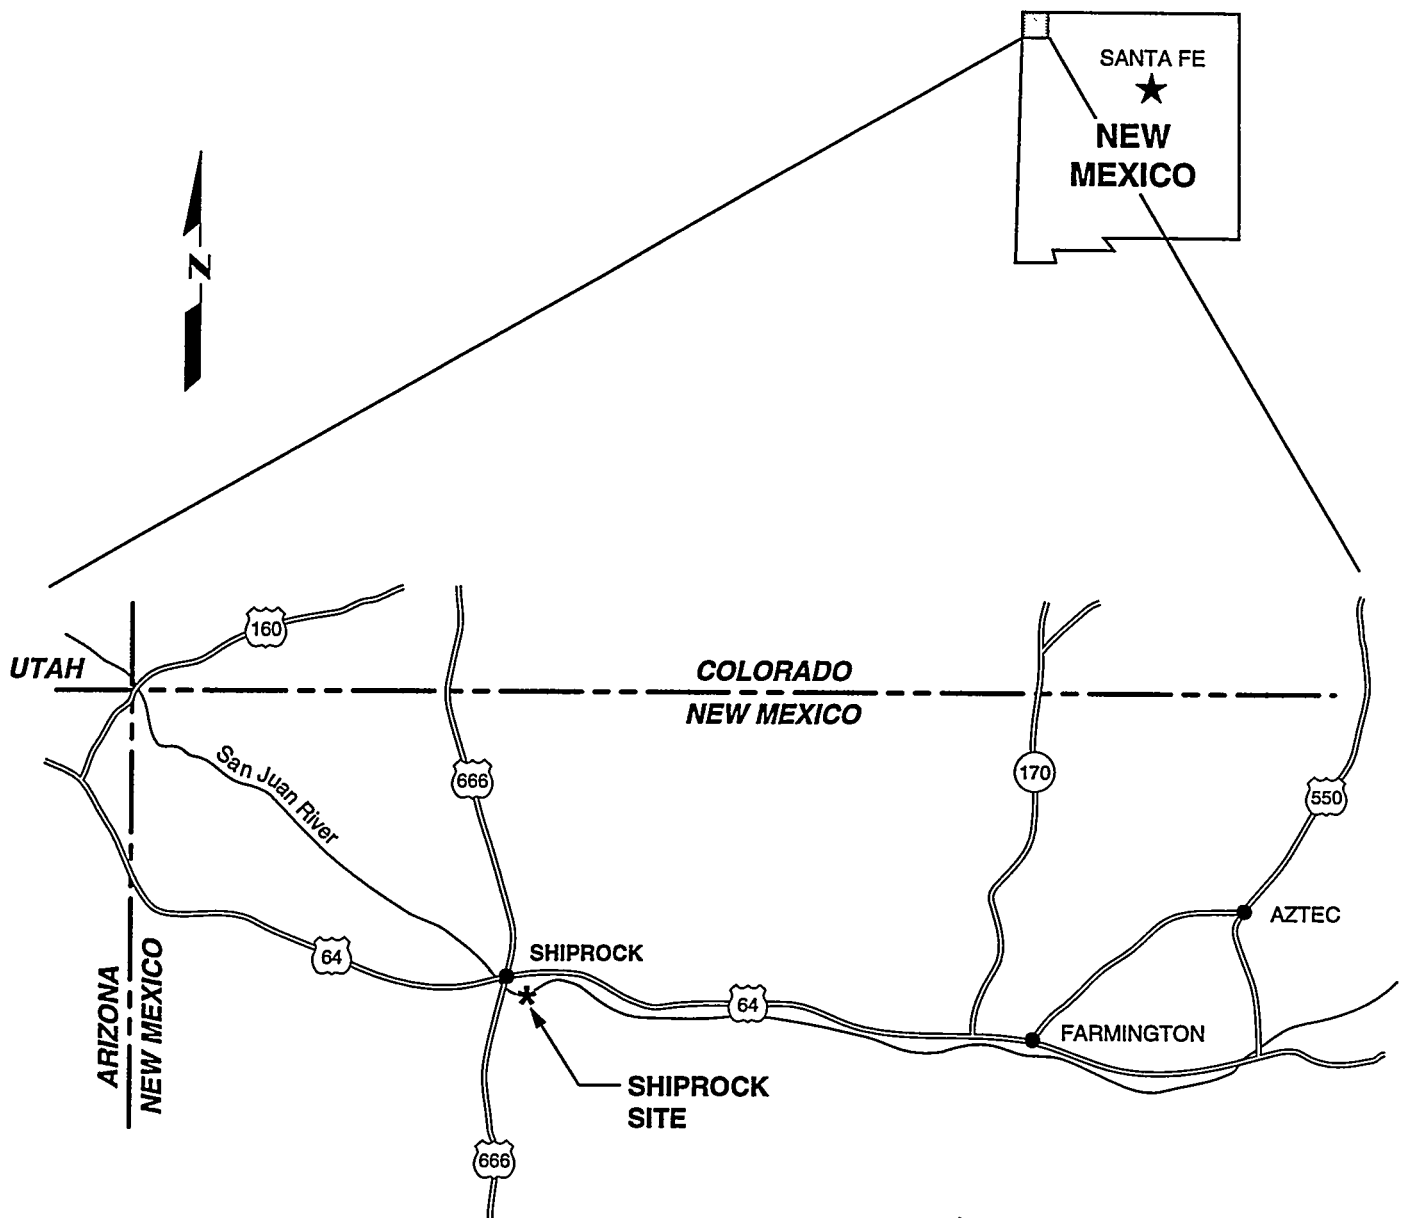 SANTA FE
NEW
MEXICO
N
160
UTAH
COLORADO
NEW MEXICO
San Juan River
666
170
550
AZTEC
SHIPROCK
64
64
FARMINGTON
ARIZONA
NEW MEXICO
SHIPROCK
SITE
666